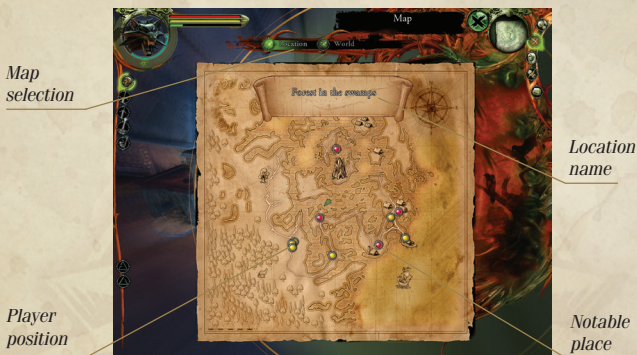 Map
Location World
Map
selection
Forest in the swamps
Location
name
Player
position
Notable
place